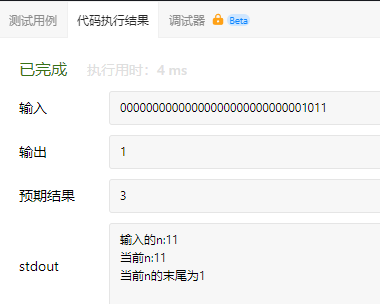 测试用例 代码执行结果 调试器 Beta
已完成 执行用时：4 ms
输入 00000000000000000000000000001011
输出 1
预期结果 3
stdout 输入的n:11
当前n:11
当前n的末尾为1